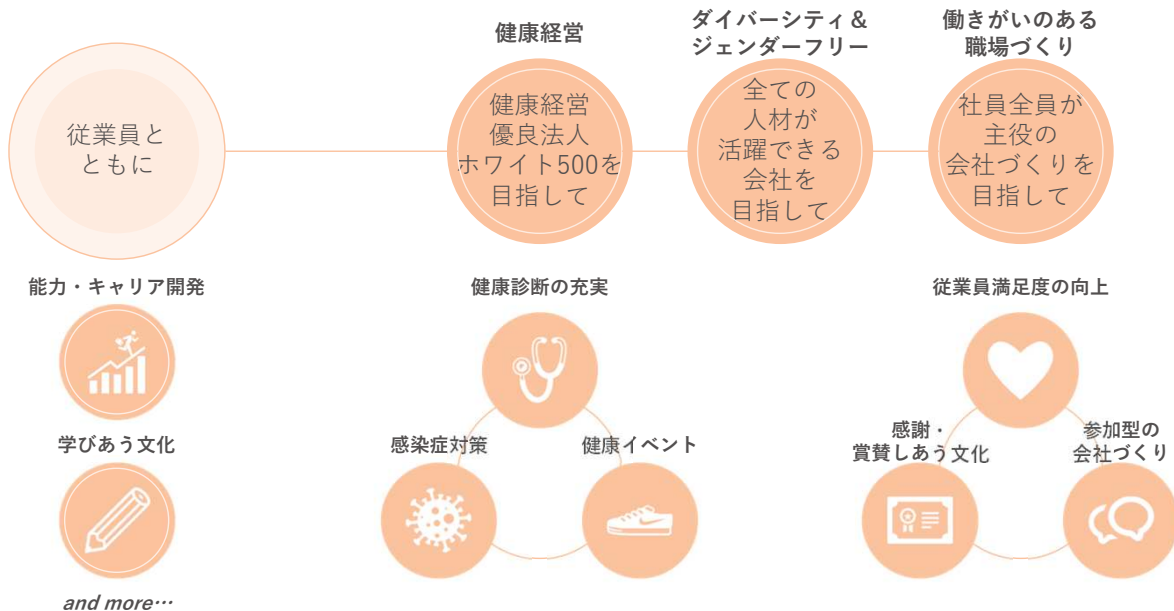 従業員と
ともに
健康経営
健康経営
優良法人
ホワイト500を
目指して
ダイバーシティ＆
ジェンダーフリー
全ての
人材が
活躍できる
会社を
目指して
働きがいのある
職場づくり
社員全員が
主役の
会社づくりを
目指して
能力・キャリア開発
学びあう文化
and more…
健康診断の充実
感染症対策
健康イベント
従業員満足度の向上
感謝・
賞賛しあう文化
参加型の
会社づくり